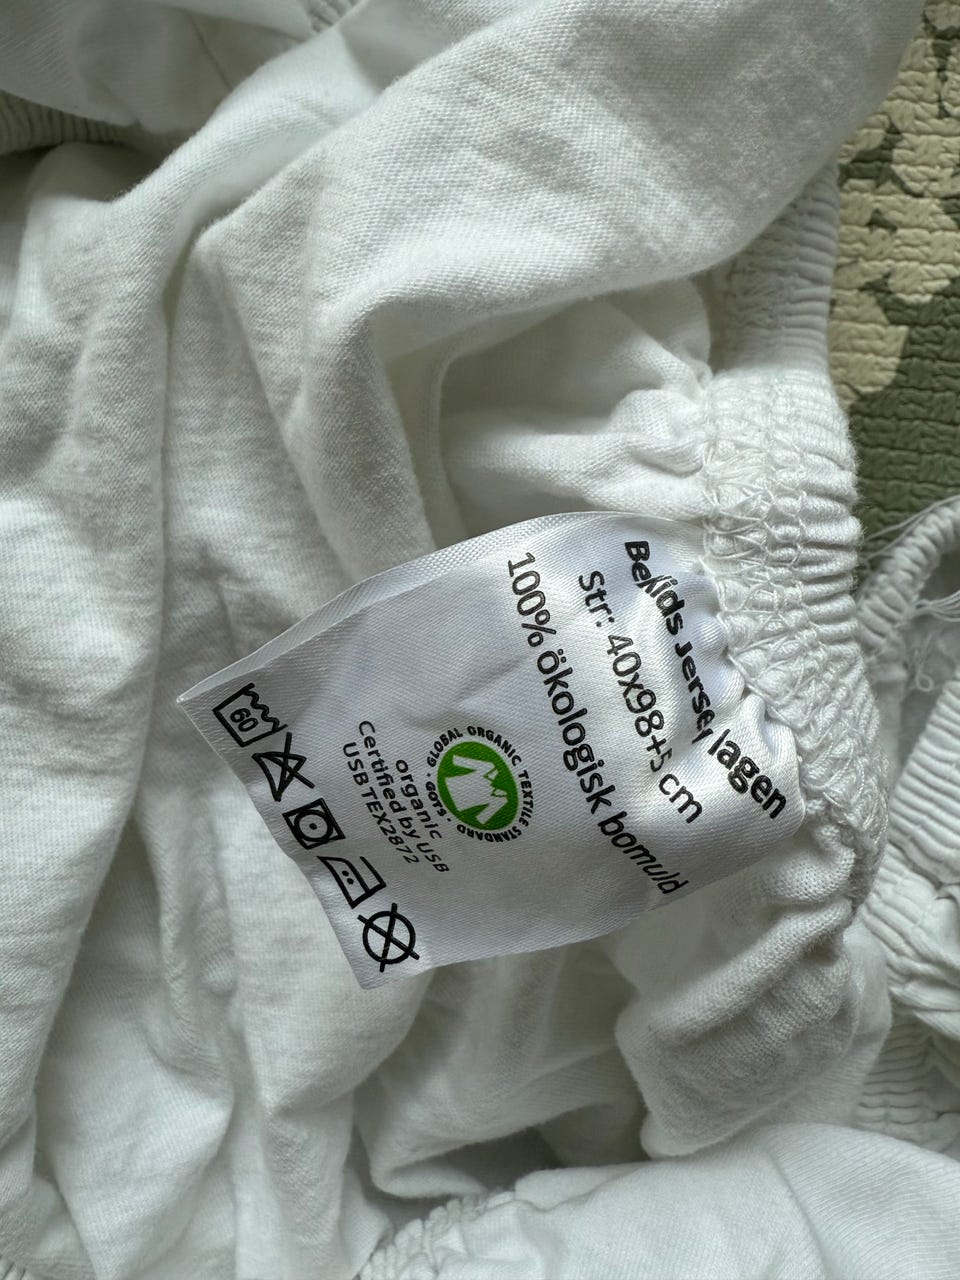 BeKids Jersey lagen
Str: 40x98+5 cm
100% ökologisk bomuld
GLOBAL ORGANIC TEXTILE STANDARD
· GOTS ·
organic USB
Certified by
USB TEX2872
60